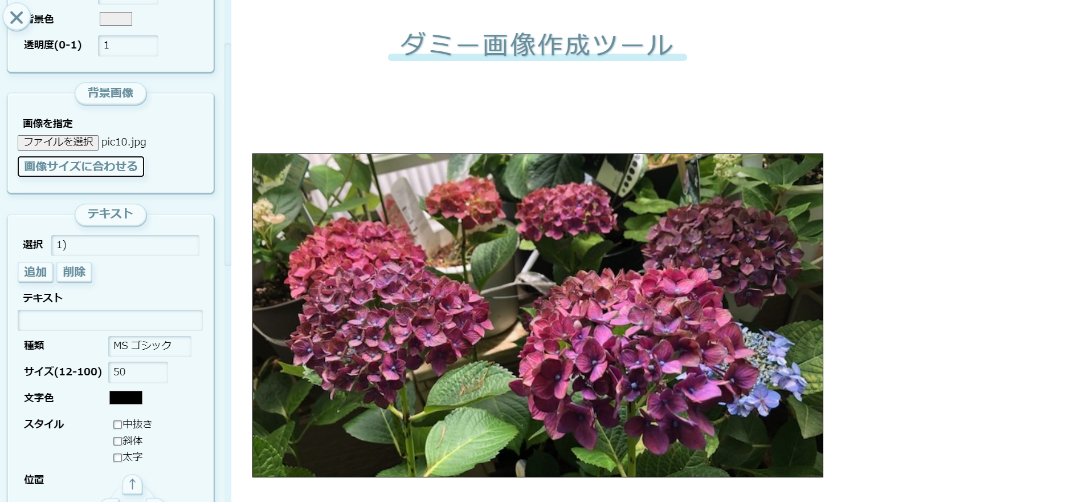 背景色
透明度(0-1)
1
背景画像
画像を指定
ファイルを選択 pic10.jpg
画像サイズに合わせる
テキスト
選択
1)
追加
削除
テキスト
種類
MS ゴシック
サイズ(12-100)
50
文字色
スタイル
中抜き
斜体
太字
位置
↑
ダミー画像作成ツール